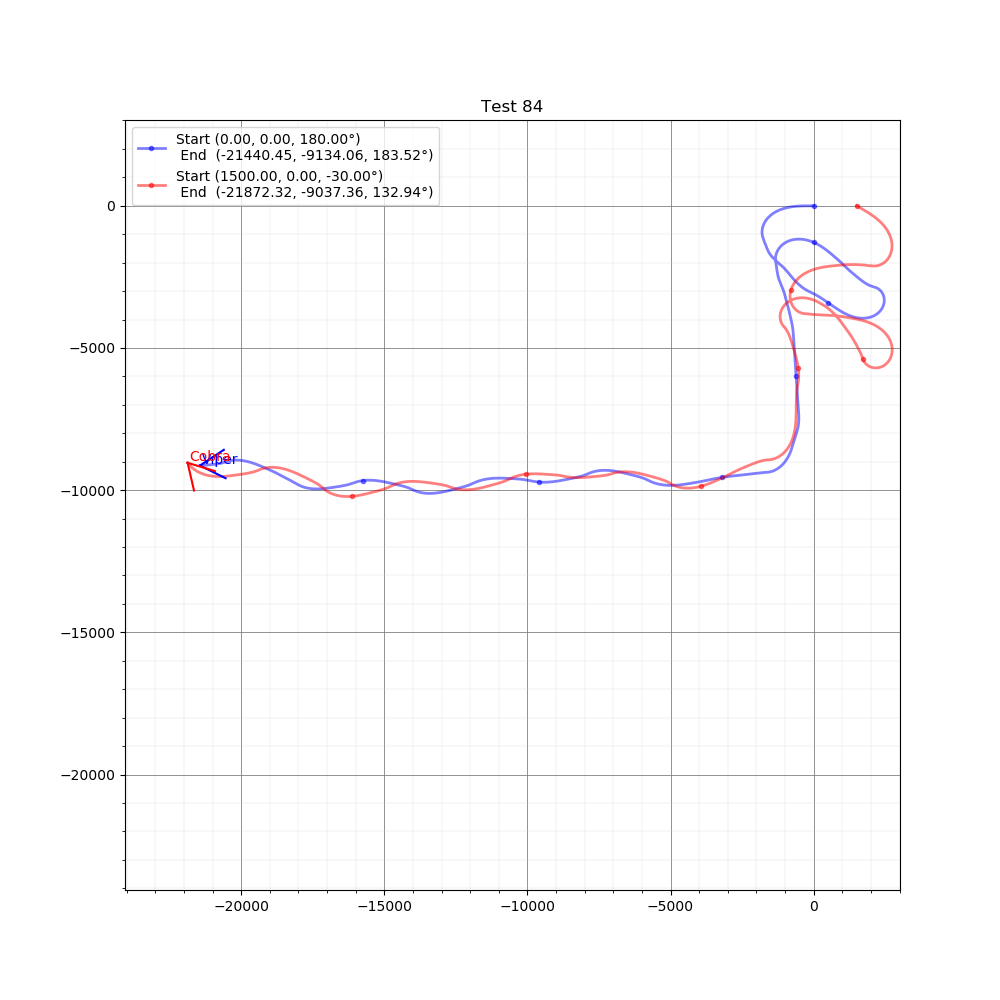 Test 84
Start (0.00, 0.00, 180.00°)
End (-21440.45, -9134.06, 183.52°)
Start (1500.00, 0.00, -30.00°)
End (-21872.32, -9037.36, 132.94°)
0
−5000
Cobra
Viper
−10000
−15000
−20000
−20000 −15000 −10000 −5000 0